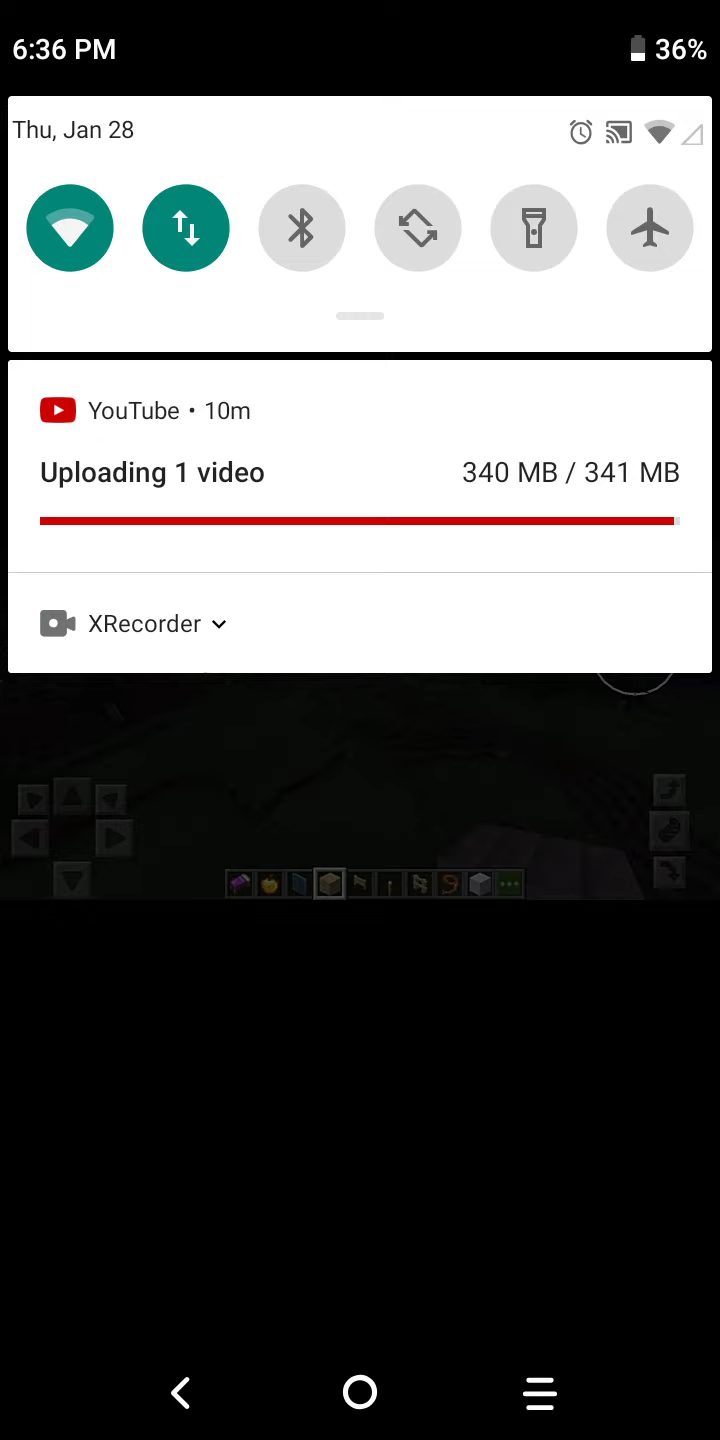 6:36 PM 36%
Thu, Jan 28
YouTube • 10m
Uploading 1 video 340 MB / 341 MB
XRecorder